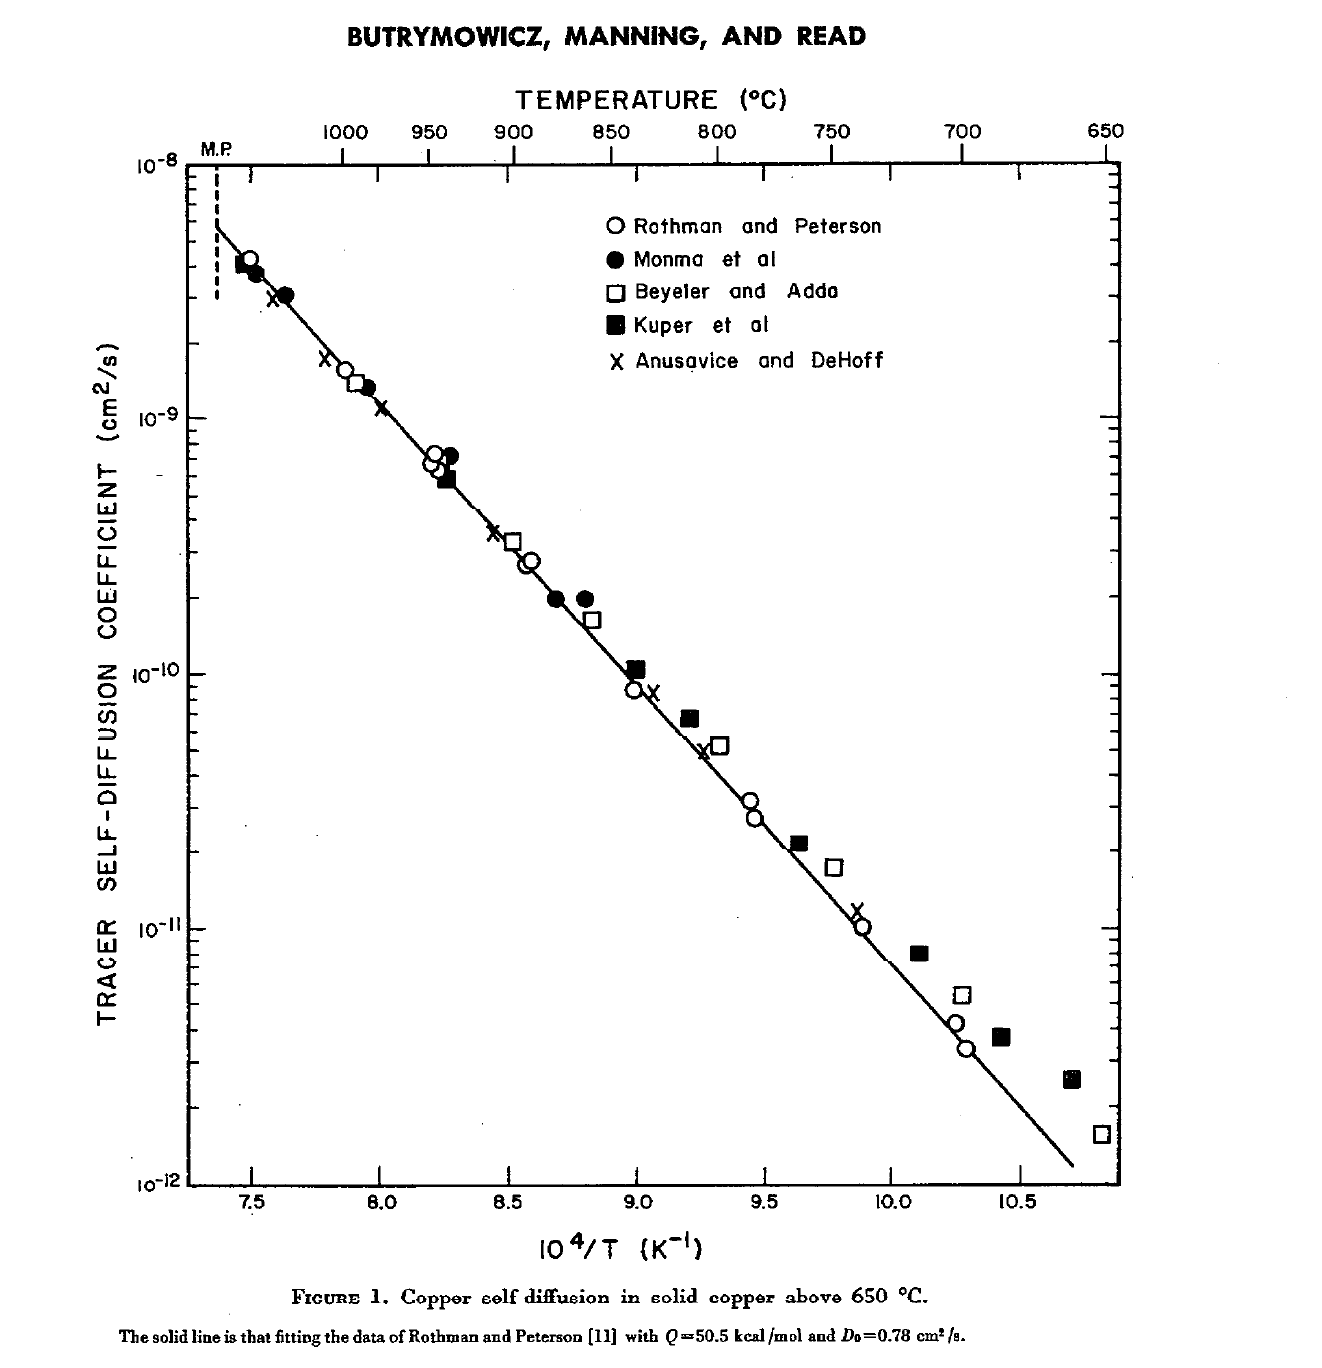 BUTRYMOWICZ, MANNING, AND READ
TEMPERATURE (°C)
1000 950 900 850 800 750 700 650
M.P.
10⁻⁸
○ Rothman and Peterson
● Monma et al
□ Beyeler and Adda
■ Kuper et al
X Anusavice and DeHoff
TRACER SELF-DIFFUSION COEFFICIENT (cm²/s)
10⁻⁹
10⁻¹⁰
10⁻¹¹
10⁻¹²
7.5 8.0 8.5 9.0 9.5 10.0 10.5
10⁴/T (K⁻¹)
FIGURE 1. Copper self diffusion in solid copper above 650 °C.
The solid line is that fitting the data of Rothman and Peterson [11] with Q=50.5 kcal/mol and D₀=0.78 cm²/s.